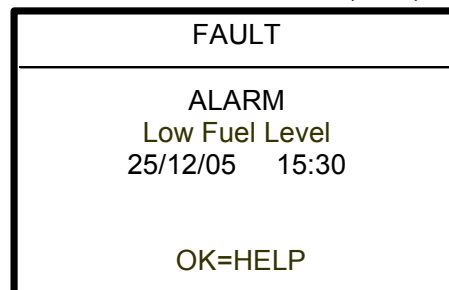 FAULT
ALARM
Low Fuel Level
25/12/05 15:30
OK=HELP